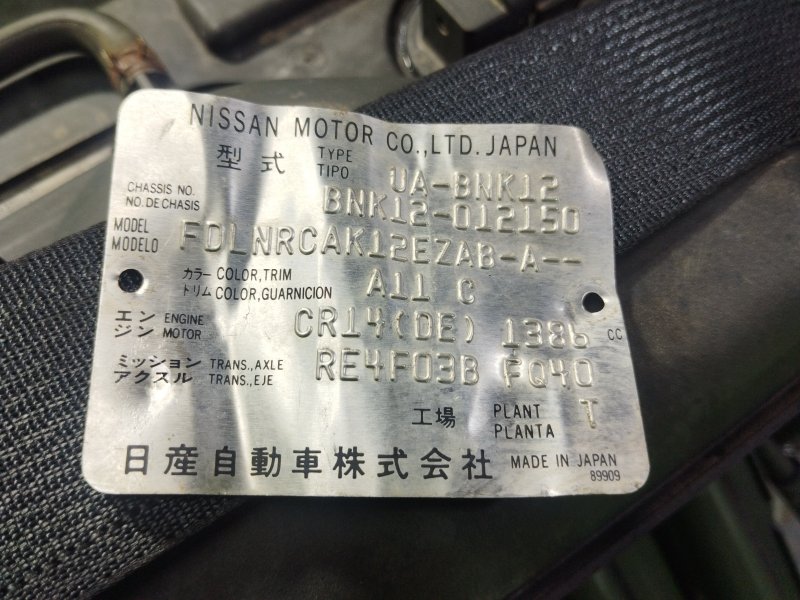 NISSAN MOTOR CO.,LTD. JAPAN
型式 TYPE TIPO UA-BNK12
CHASSIS NO. NO. DE CHASIS BNK12-012150
MODEL MODELO FDLNRCAK12EZAB-A--
カラー COLOR,TRIM トリム COLOR,GUARNICION A11 C
エンジン ENGINE MOTOR CR14(DE) 1386 CC
ミッション TRANS.,AXLE アクスル TRANS.,EJE RE4F03B FQ40
工場 PLANT PLANTA T
日産自動車株式会社 MADE IN JAPAN
89909